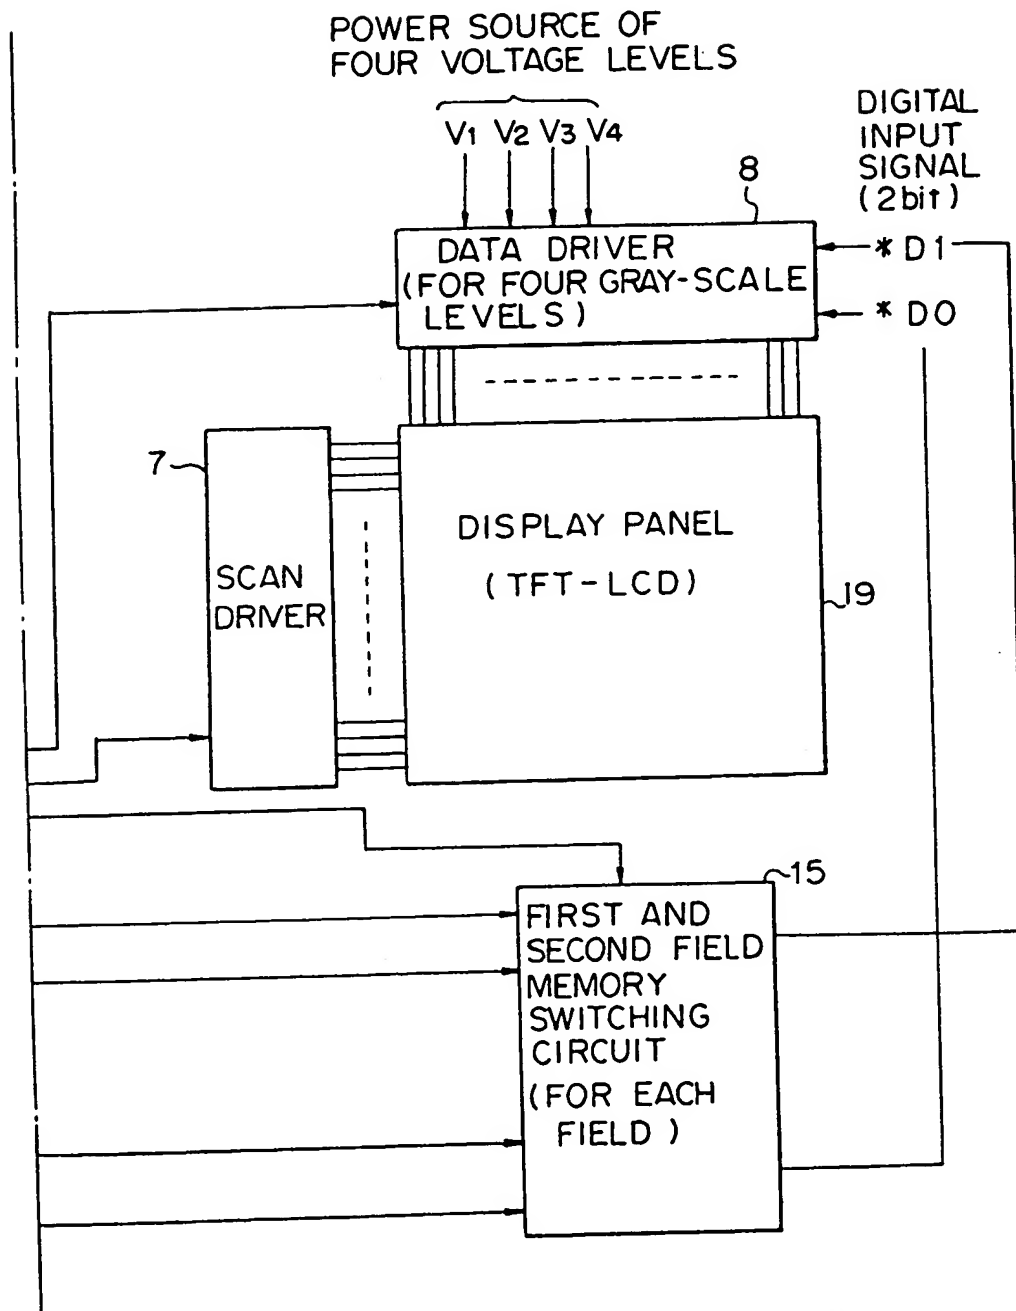 POWER SOURCE OF
FOUR VOLTAGE LEVELS
V1 V2 V3 V4
DIGITAL
INPUT
SIGNAL
(2bit)
8
DATA DRIVER
(FOR FOUR GRAY-SCALE
LEVELS)
* D1
* D0
7
SCAN
DRIVER
DISPLAY PANEL
(TFT-LCD)
19
15
FIRST AND
SECOND FIELD
MEMORY
SWITCHING
CIRCUIT
(FOR EACH
FIELD)